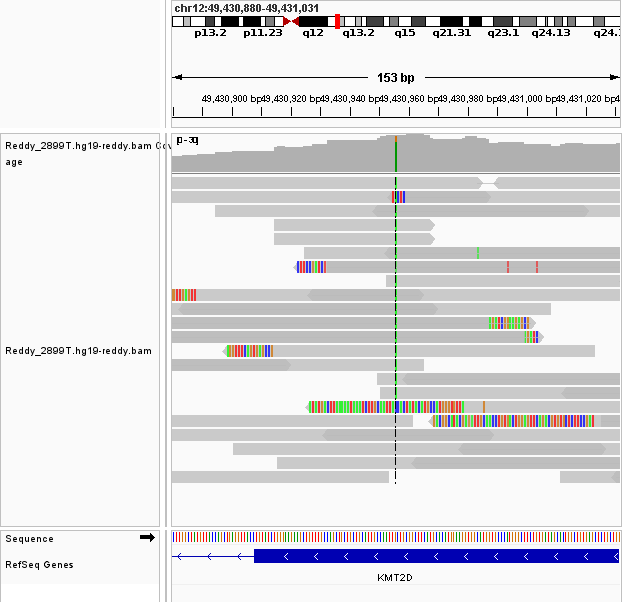 chr12:49,430,880-49,431,031
p13.2 p11.23 q12 q13.2 q15 q21.31 q23.1 q24.13 q24.
153 bp
49,430,900 bp 49,430,920 bp 49,430,940 bp 49,430,960 bp 49,430,980 bp 49,431,000 bp 49,431,020 bp
Reddy_2899T.hg19-reddy.bam Cov
age
Reddy_2899T.hg19-reddy.bam
Sequence
RefSeq Genes
KMT2D